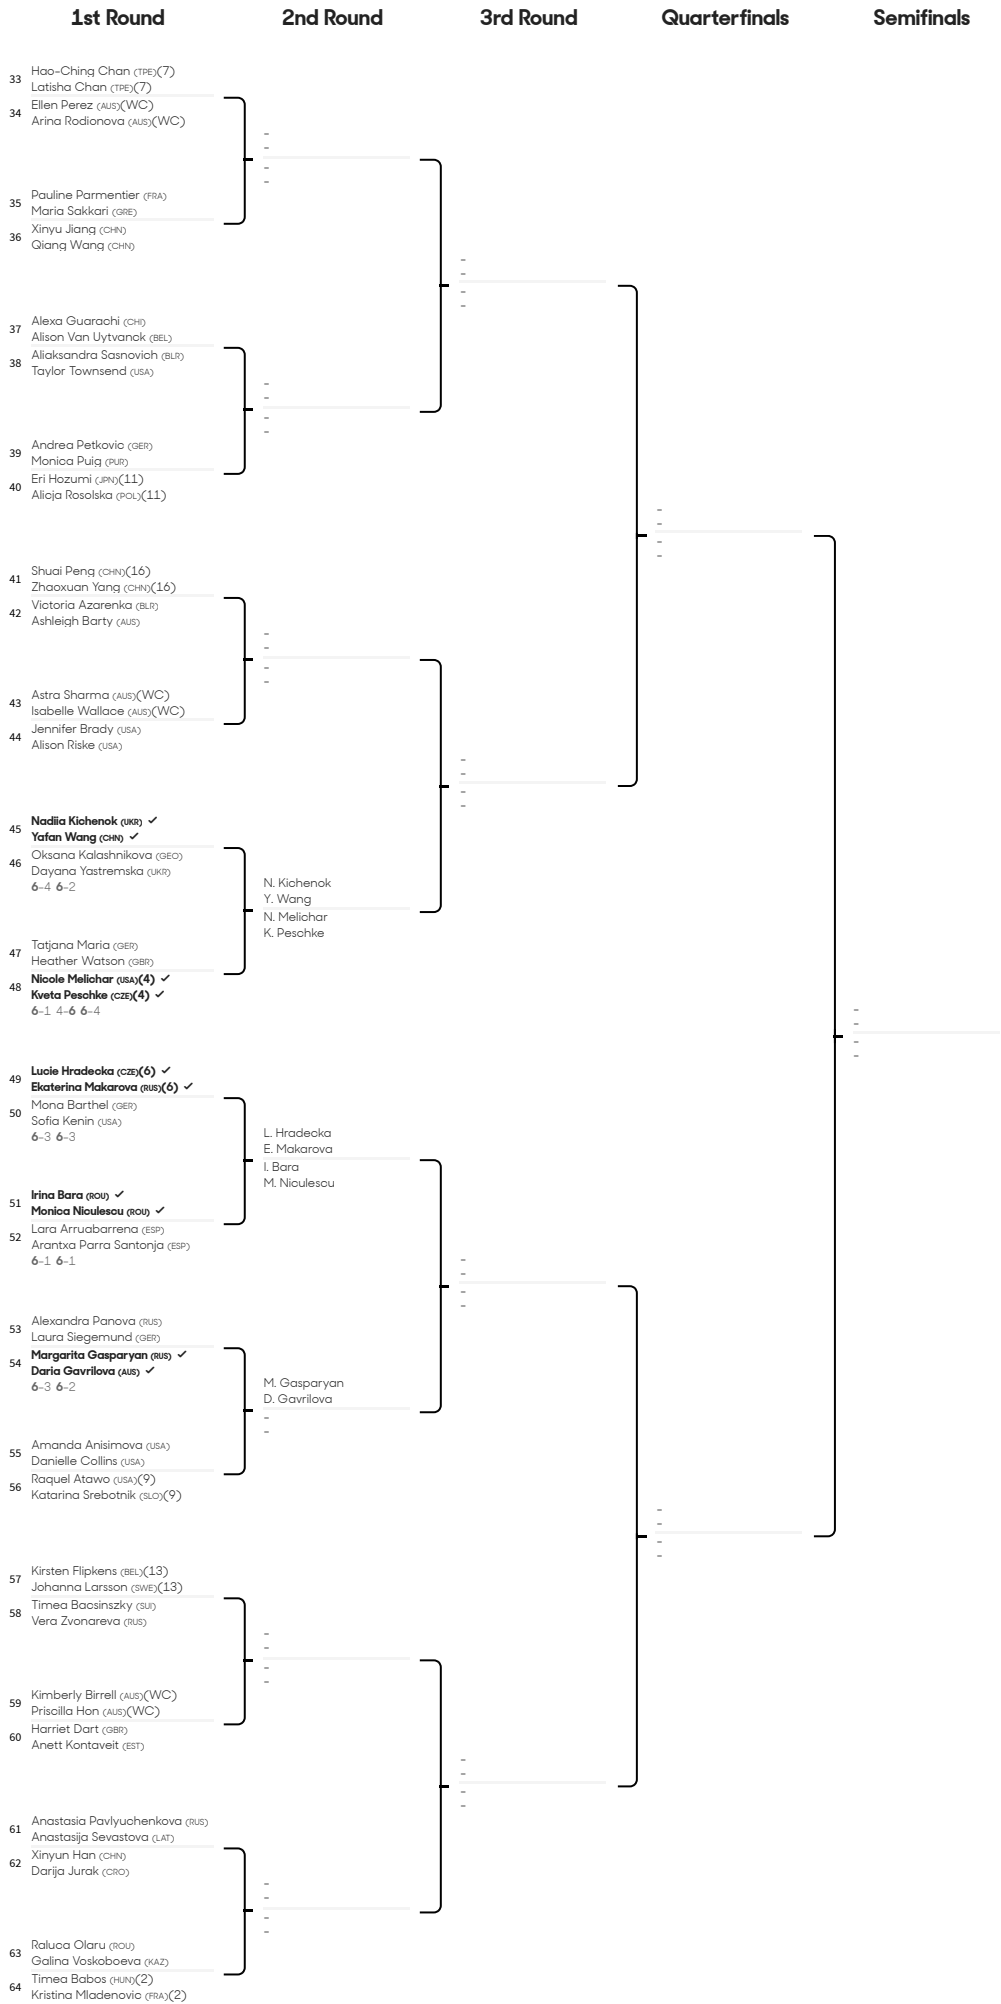 1st Round 2nd Round 3rd Round Quarterfinals Semifinals
33 Hao-Ching Chan (TPE)(7)
Latisha Chan (TPE)(7)
34 Ellen Perez (AUS)(WC)
Arina Rodionova (AUS)(WC)
-
-
-
-
35 Pauline Parmentier (FRA)
Maria Sakkari (GRE)
36 Xinyu Jiang (CHN)
Qiang Wang (CHN)
-
-
-
-
37 Alexa Guarachi (CHI)
Alison Van Uytvanck (BEL)
38 Aliaksandra Sasnovich (BLR)
Taylor Townsend (USA)
-
-
-
-
39 Andrea Petkovic (GER)
Monica Puig (PUR)
40 Eri Hozumi (JPN)(11)
Alicja Rosolska (POL)(11)
-
-
-
-
41 Shuai Peng (CHN)(16)
Zhaoxuan Yang (CHN)(16)
42 Victoria Azarenka (BLR)
Ashleigh Barty (AUS)
-
-
-
-
43 Astra Sharma (AUS)(WC)
Isabelle Wallace (AUS)(WC)
44 Jennifer Brady (USA)
Alison Riske (USA)
-
-
-
-
45 Nadiia Kichenok (UKR) ✓
Yafan Wang (CHN) ✓
46 Oksana Kalashnikova (GEO)
Dayana Yastremska (UKR)
6-4 6-2
N. Kichenok
Y. Wang
N. Melichar
K. Peschke
47 Tatjana Maria (GER)
Heather Watson (GBR)
48 Nicole Melichar (USA)(4) ✓
Kveta Peschke (CZE)(4) ✓
6-1 4-6 6-4
-
-
-
-
49 Lucie Hradecka (CZE)(6) ✓
Ekaterina Makarova (RUS)(6) ✓
50 Mona Barthel (GER)
Sofia Kenin (USA)
6-3 6-3
L. Hradecka
E. Makarova
I. Bara
M. Niculescu
51 Irina Bara (ROU) ✓
Monica Niculescu (ROU) ✓
52 Lara Arruabarrena (ESP)
Arantxa Parra Santonja (ESP)
6-1 6-1
-
-
-
-
53 Alexandra Panova (RUS)
Laura Siegemund (GER)
54 Margarita Gasparyan (RUS) ✓
Daria Gavrilova (AUS) ✓
6-3 6-2
M. Gasparyan
D. Gavrilova
-
-
55 Amanda Anisimova (USA)
Danielle Collins (USA)
56 Raquel Atawo (USA)(9)
Katarina Srebotnik (SLO)(9)
-
-
-
-
57 Kirsten Flipkens (BEL)(13)
Johanna Larsson (SWE)(13)
58 Timea Bacsinszky (SUI)
Vera Zvonareva (RUS)
-
-
-
-
59 Kimberly Birrell (AUS)(WC)
Priscilla Hon (AUS)(WC)
60 Harriet Dart (GBR)
Anett Kontaveit (EST)
-
-
-
-
61 Anastasia Pavlyuchenkova (RUS)
Anastasija Sevastova (LAT)
62 Xinyun Han (CHN)
Darija Jurak (CRO)
-
-
-
-
63 Raluca Olaru (ROU)
Galina Voskoboeva (KAZ)
64 Timea Babos (HUN)(2)
Kristina Mladenovic (FRA)(2)